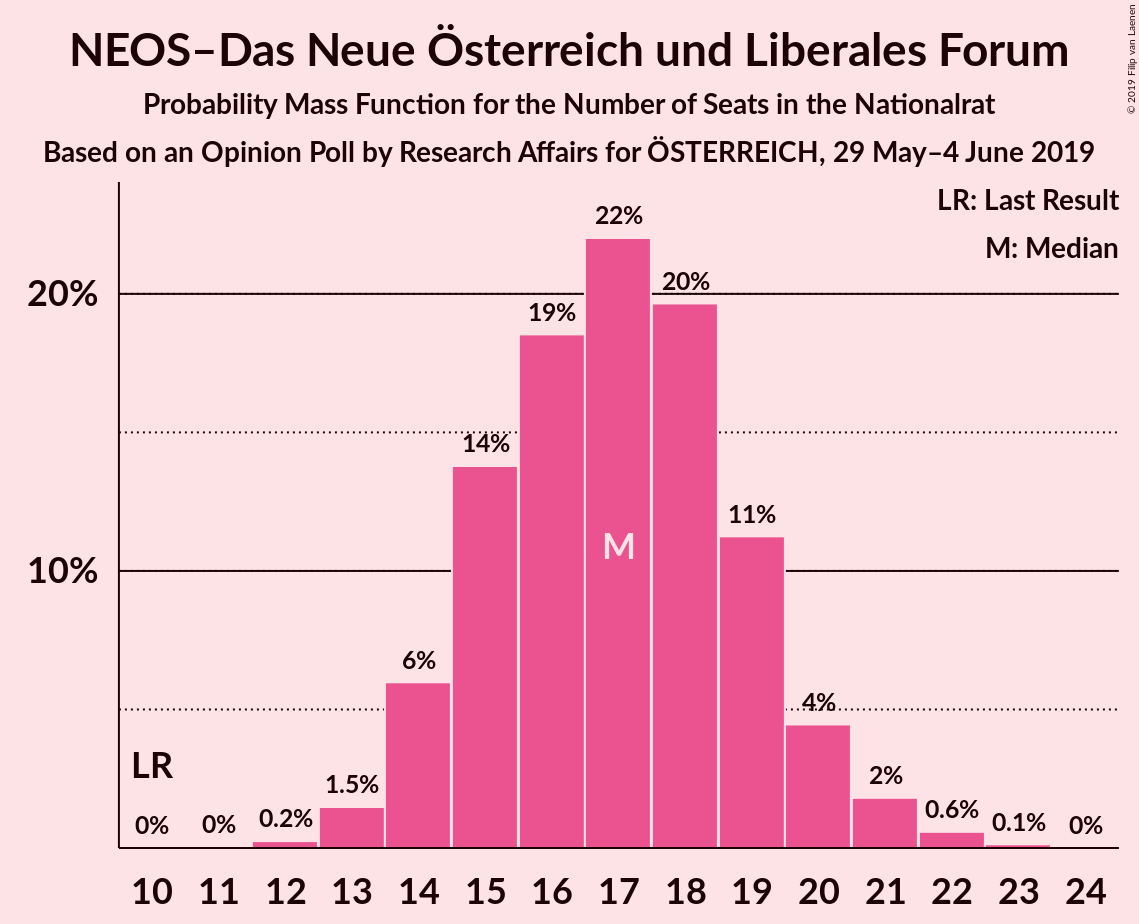 NEOS–Das Neue Österreich und Liberales Forum
Probability Mass Function for the Number of Seats in the Nationalrat
Based on an Opinion Poll by Research Affairs for ÖSTERREICH, 29 May–4 June 2019
© 2019 Filip van Laenen
LR: Last Result
M: Median
22%
20%
20%
19%
14%
11%
M
10%
6%
4%
LR
2%
1.5%
0.6%
0.2%
0.1%
0%
0%
0%
10 11 12 13 14 15 16 17 18 19 20 21 22 23 24